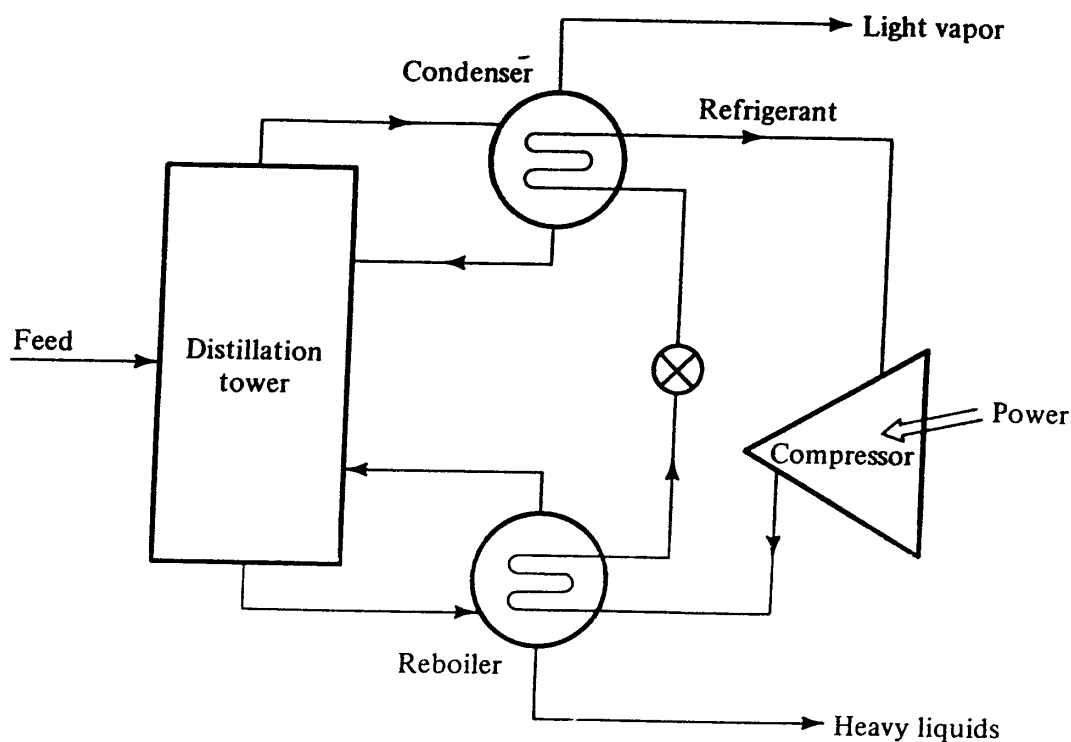 Light vapor
Condenser
Refrigerant
Feed
Distillation
tower
Power
Compressor
Reboiler
Heavy liquids